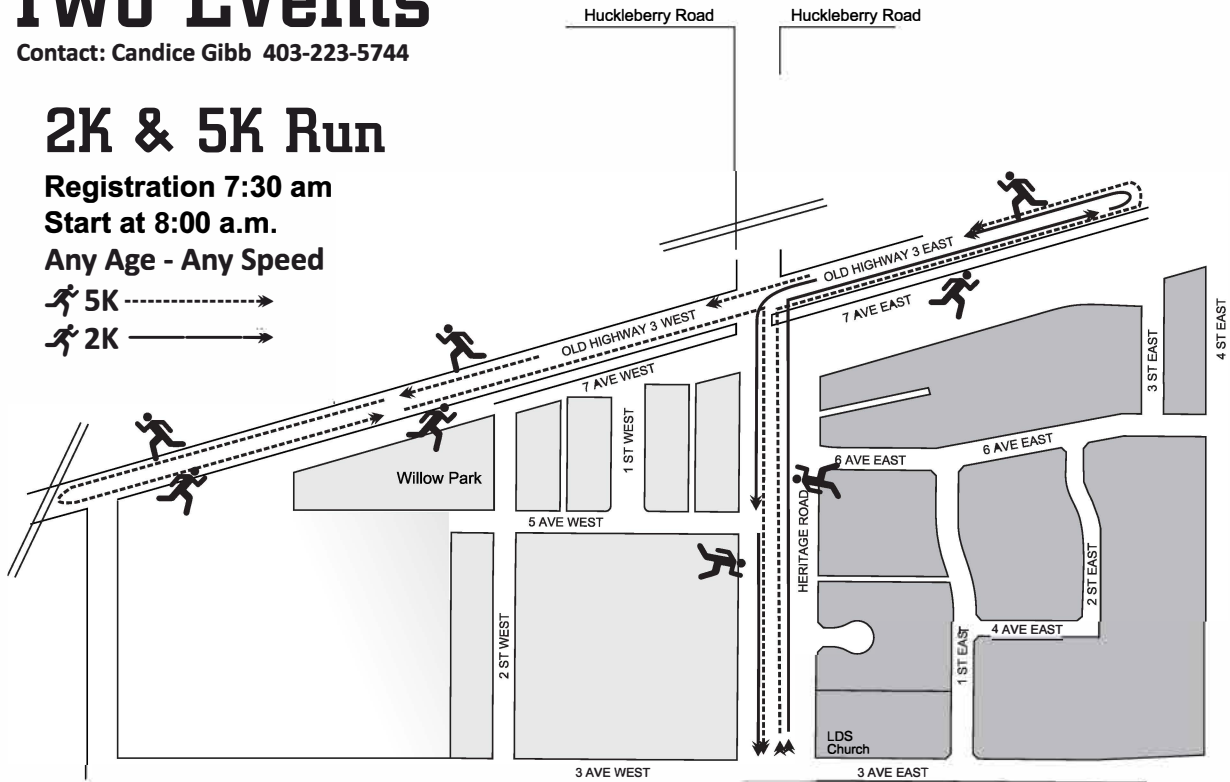 Two Events
Contact: Candice Gibb 403-223-5744
2K & 5K Run
Registration 7:30 am
Start at 8:00 a.m.
Any Age - Any Speed
5K
2K
Huckleberry Road
Huckleberry Road
OLD HIGHWAY 3 EAST
7 AVE EAST
OLD HIGHWAY 3 WEST
7 AVE WEST
3 ST EAST
4 ST EAST
1 ST WEST
Willow Park
6 AVE EAST
6 AVE EAST
5 AVE WEST
HERITAGE ROAD
2 ST EAST
2 ST WEST
4 AVE EAST
1 ST EAST
LDS
Church
3 AVE WEST
3 AVE EAST